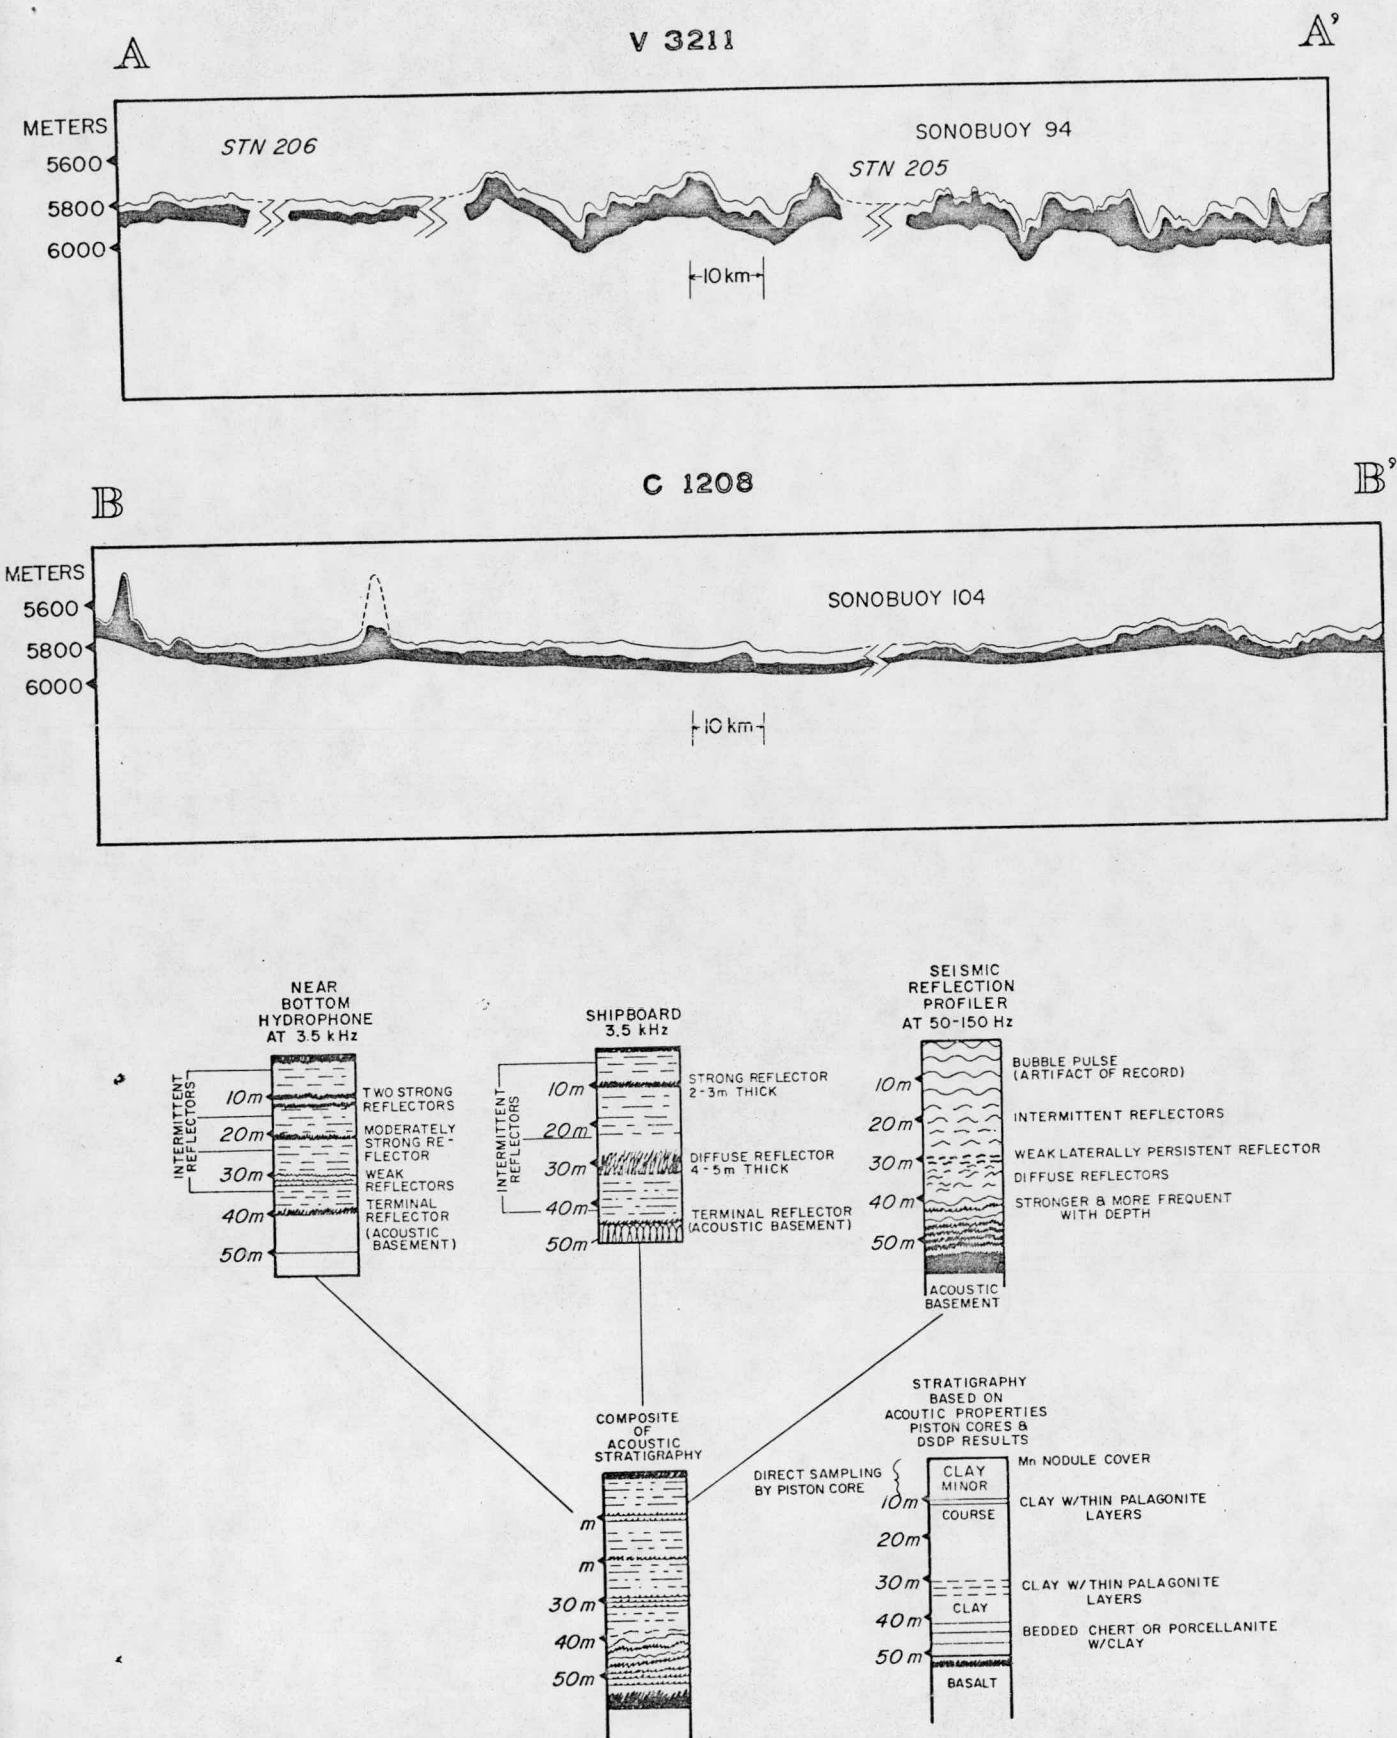 V 3211
A
A'
METERS
5600
5800
6000
STN 206
SONOBUOY 94
STN 205
10 km
C 1208
B
B'
METERS
5600
5800
6000
SONOBUOY 104
10 km
NEAR
BOTTOM
HYDROPHONE
AT 3.5 kHz
INTERMITTENT
REFLECTORS
10m
20m
30m
40m
50m
TWO STRONG
REFLECTORS
MODERATELY
STRONG RE-
FLECTOR
WEAK
REFLECTORS
TERMINAL
REFLECTOR
(ACOUSTIC
BASEMENT)
SHIPBOARD
3.5 kHz
INTERMITTENT
REFLECTORS
10m
20m
30m
40m
50m
STRONG REFLECTOR
2-3m THICK
DIFFUSE REFLECTOR
4-5m THICK
TERMINAL REFLECTOR
(ACOUSTIC BASEMENT)
SEISMIC
REFLECTION
PROFILER
AT 50-150 Hz
10m
20m
30m
40m
50m
BUBBLE PULSE
(ARTIFACT OF RECORD)
INTERMITTENT REFLECTORS
WEAK LATERALLY PERSISTENT REFLECTOR
DIFFUSE REFLECTORS
STRONGER & MORE FREQUENT
WITH DEPTH
ACOUSTIC
BASEMENT
COMPOSITE
OF
ACOUSTIC
STRATIGRAPHY
m
m
30m
40m
50m
STRATIGRAPHY
BASED ON
ACOUTIC PROPERTIES
PISTON CORES &
DSDP RESULTS
DIRECT SAMPLING
BY PISTON CORE
10m
20m
30m
40m
50m
CLAY
MINOR
COURSE
CLAY
BASALT
Mn NODULE COVER
CLAY W/THIN PALAGONITE
LAYERS
CLAY W/THIN PALAGONITE
LAYERS
BEDDED CHERT OR PORCELLANITE
W/CLAY